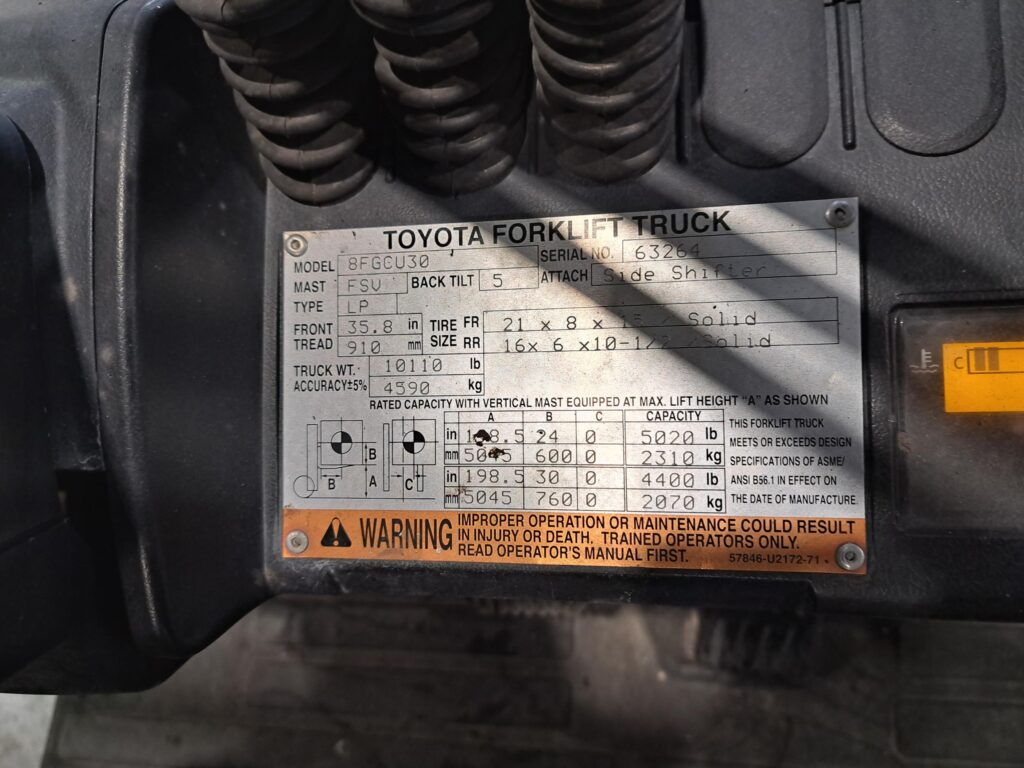 TOYOTA FORKLIFT TRUCK
MODEL 8FGCU30 SERIAL NO. 63264
MAST FSV BACK TILT 5 ATTACH Side Shifter
TYPE LP
FRONT TREAD 35.8 in 910 mm
TIRE SIZE FR 21 x 8 x 15 / Solid
RR 16x 6 x10-1/2 /Solid
TRUCK WT. 10110 lb
ACCURACY±5% 4590 kg
RATED CAPACITY WITH VERTICAL MAST EQUIPPED AT MAX. LIFT HEIGHT "A" AS SHOWN
A B C CAPACITY
in 198.5 24 0 5020 lb
mm 5045 600 0 2310 kg
in 198.5 30 0 4400 lb
mm 5045 760 0 2070 kg
B B A C
THIS FORKLIFT TRUCK
MEETS OR EXCEEDS DESIGN
SPECIFICATIONS OF ASME/
ANSI B56.1 IN EFFECT ON
THE DATE OF MANUFACTURE.
WARNING
IMPROPER OPERATION OR MAINTENANCE COULD RESULT
IN INJURY OR DEATH. TRAINED OPERATORS ONLY.
READ OPERATOR'S MANUAL FIRST. 57846-U2172-71
C